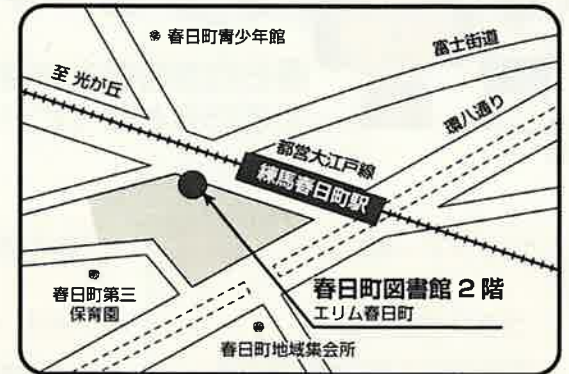 春日町青少年館
富士街道
至 光が丘
環八通り
都営大江戸線
練馬春日町駅
春日町図書館 2 階
エリム春日町
春日町第三
保育園
春日町地域集会所